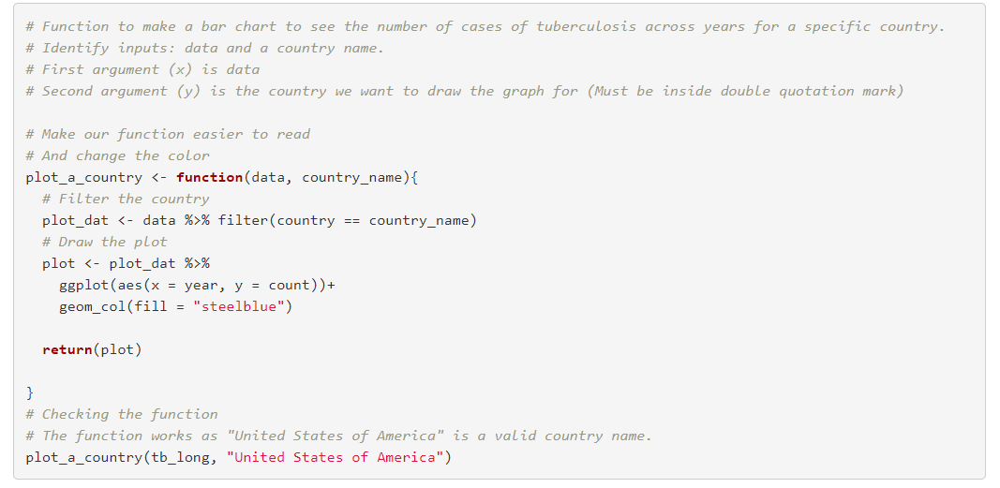 # Function to make a bar chart to see the number of cases of tuberculosis across years for a specific country.
# Identify inputs: data and a country name.
# First argument (x) is data
# Second argument (y) is the country we want to draw the graph for (Must be inside double quotation mark)
# Make our function easier to read
# And change the color
plot_a_country <- function(data, country_name){
# Filter the country
plot_dat <- data %>% filter(country == country_name)
# Draw the plot
plot <- plot_dat %>%
ggplot(aes(x = year, y = count))+
geom_col(fill = "steelblue")
return(plot)
}
# Checking the function
# The function works as "United States of America" is a valid country name.
plot_a_country(tb_long, "United States of America")